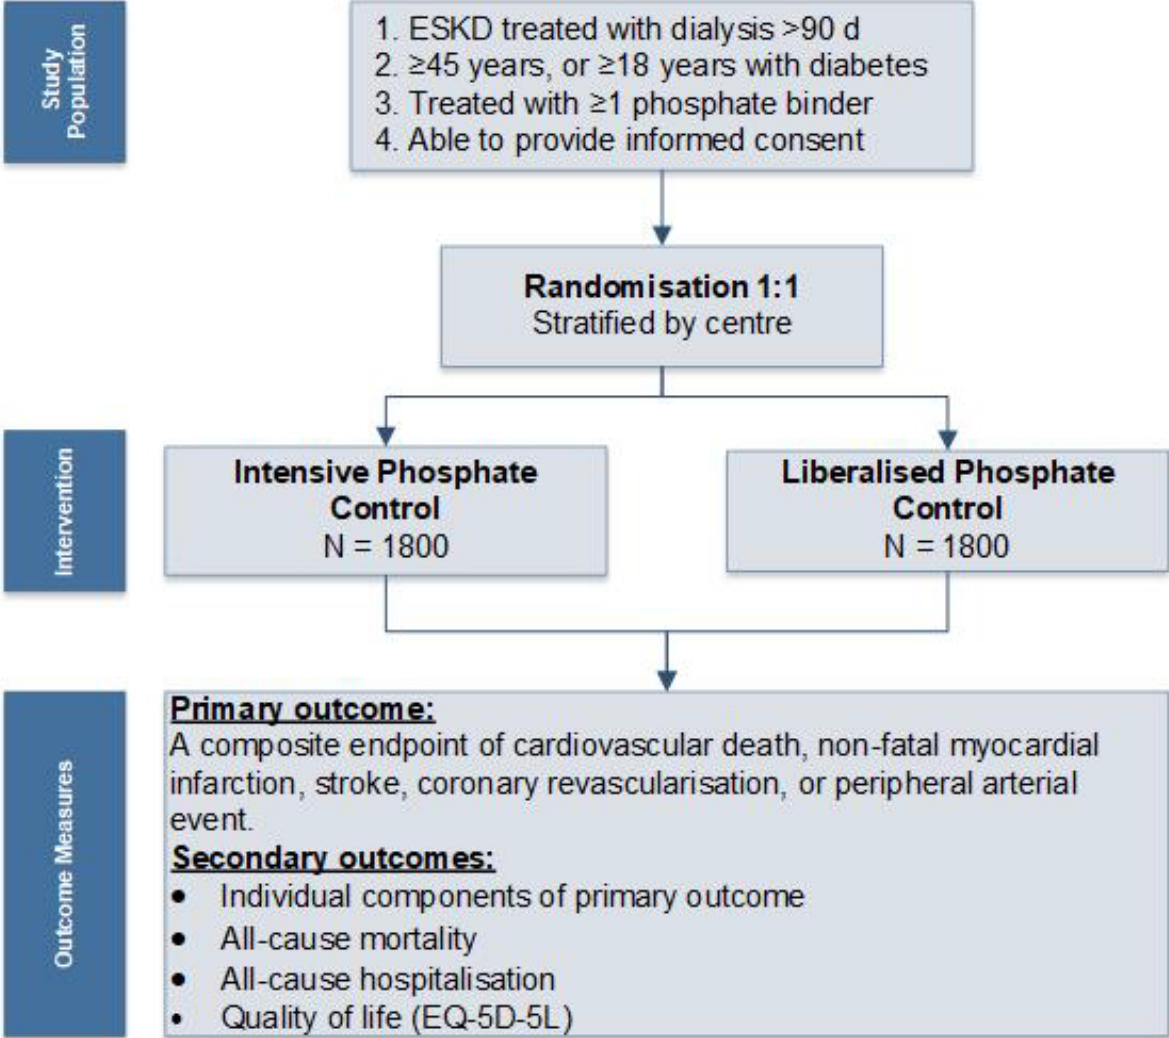 Study
Population
1. ESKD treated with dialysis >90 d
2. ≥45 years, or ≥18 years with diabetes
3. Treated with ≥1 phosphate binder
4. Able to provide informed consent
Randomisation 1:1
Stratified by centre
Intervention
Intensive Phosphate
Control
N = 1800
Liberalised Phosphate
Control
N = 1800
Outcome Measures
Primary outcome:
A composite endpoint of cardiovascular death, non-fatal myocardial
infarction, stroke, coronary revascularisation, or peripheral arterial
event.
Secondary outcomes:
• Individual components of primary outcome
• All-cause mortality
• All-cause hospitalisation
• Quality of life (EQ-5D-5L)